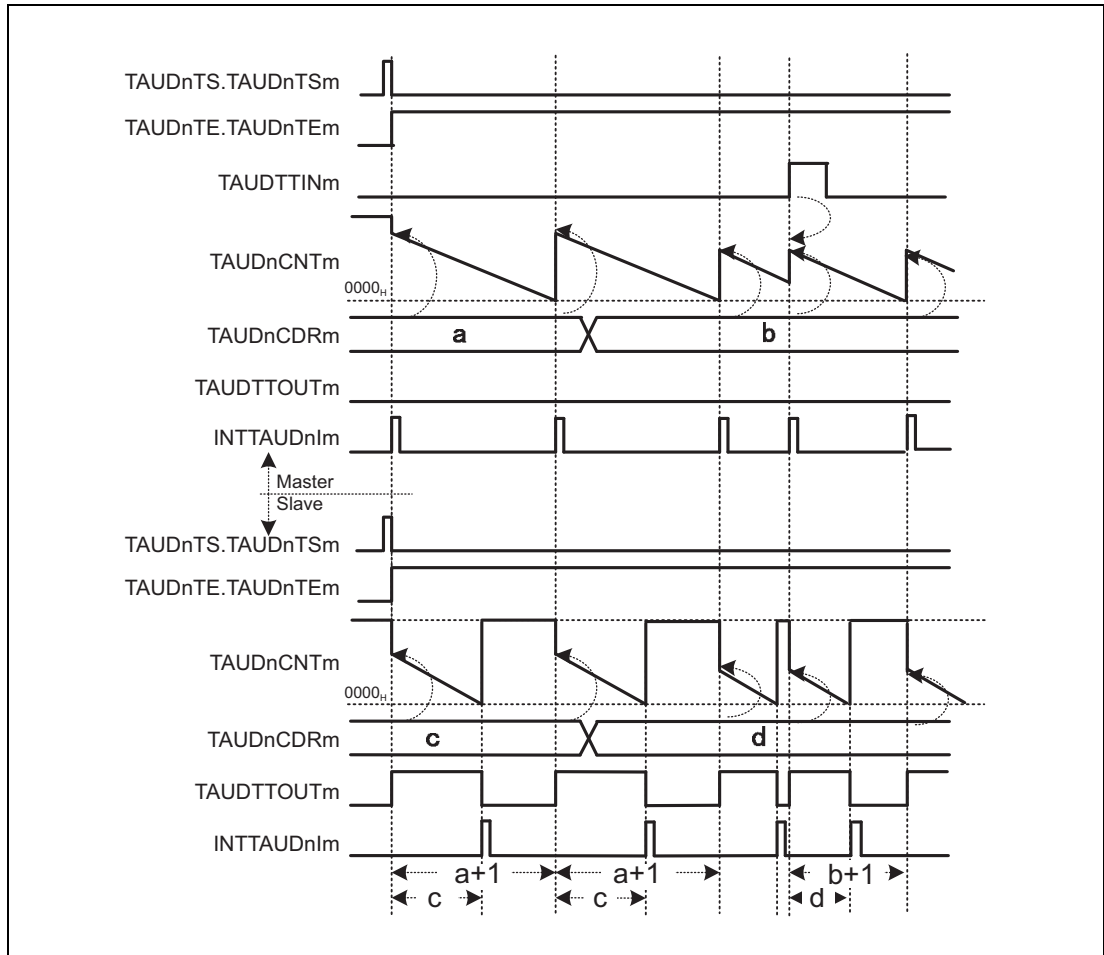 TAUDnTS.TAUDnTSm
TAUDnTE.TAUDnTEm
TAUDTTINm
TAUDnCNTm
0000H
TAUDnCDRm
a
b
TAUDTTOUTm
INTTAUDnIm
Master
Slave
TAUDnTS.TAUDnTSm
TAUDnTE.TAUDnTEm
TAUDnCNTm
0000H
TAUDnCDRm
c
d
TAUDTTOUTm
INTTAUDnIm
a+1
a+1
b+1
c
c
d